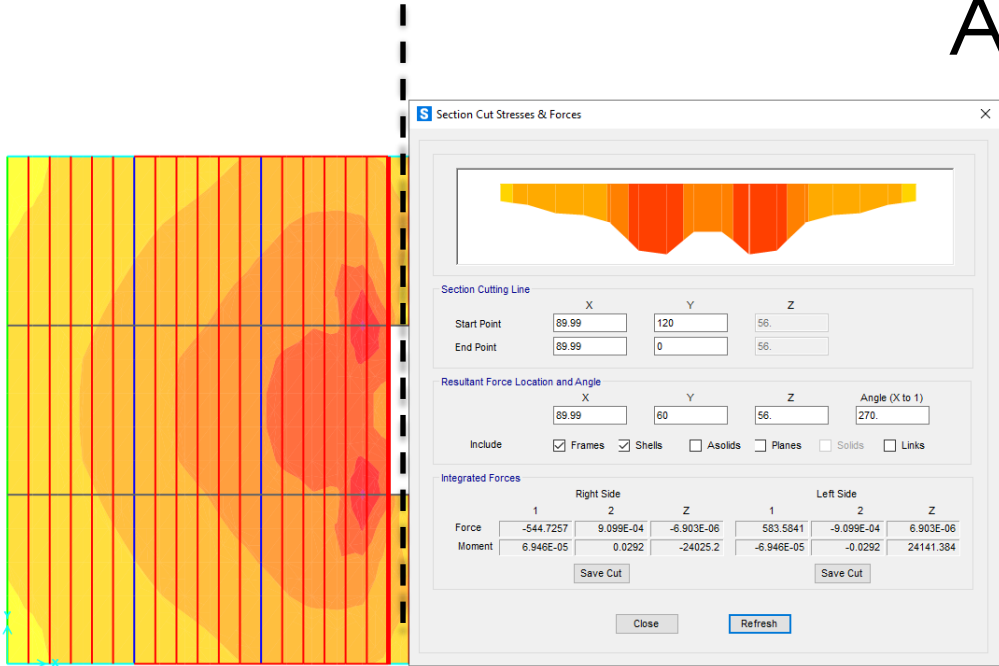 A
Section Cut Stresses & Forces
Section Cutting Line
X Y Z
Start Point 89.99 120 56.
End Point 89.99 0 56.
Resultant Force Location and Angle
X Y Z Angle (X to 1)
89.99 60 56. 270.
Include Frames Shells Asolids Planes Solids Links
Integrated Forces
Right Side Left Side
1 2 Z 1 2 Z
Force -544.7257 9.099E-04 -6.903E-06 583.5841 -9.099E-04 6.903E-06
Moment 6.946E-05 0.0292 -24025.2 -6.946E-05 -0.0292 24141.384
Save Cut Save Cut
Close Refresh